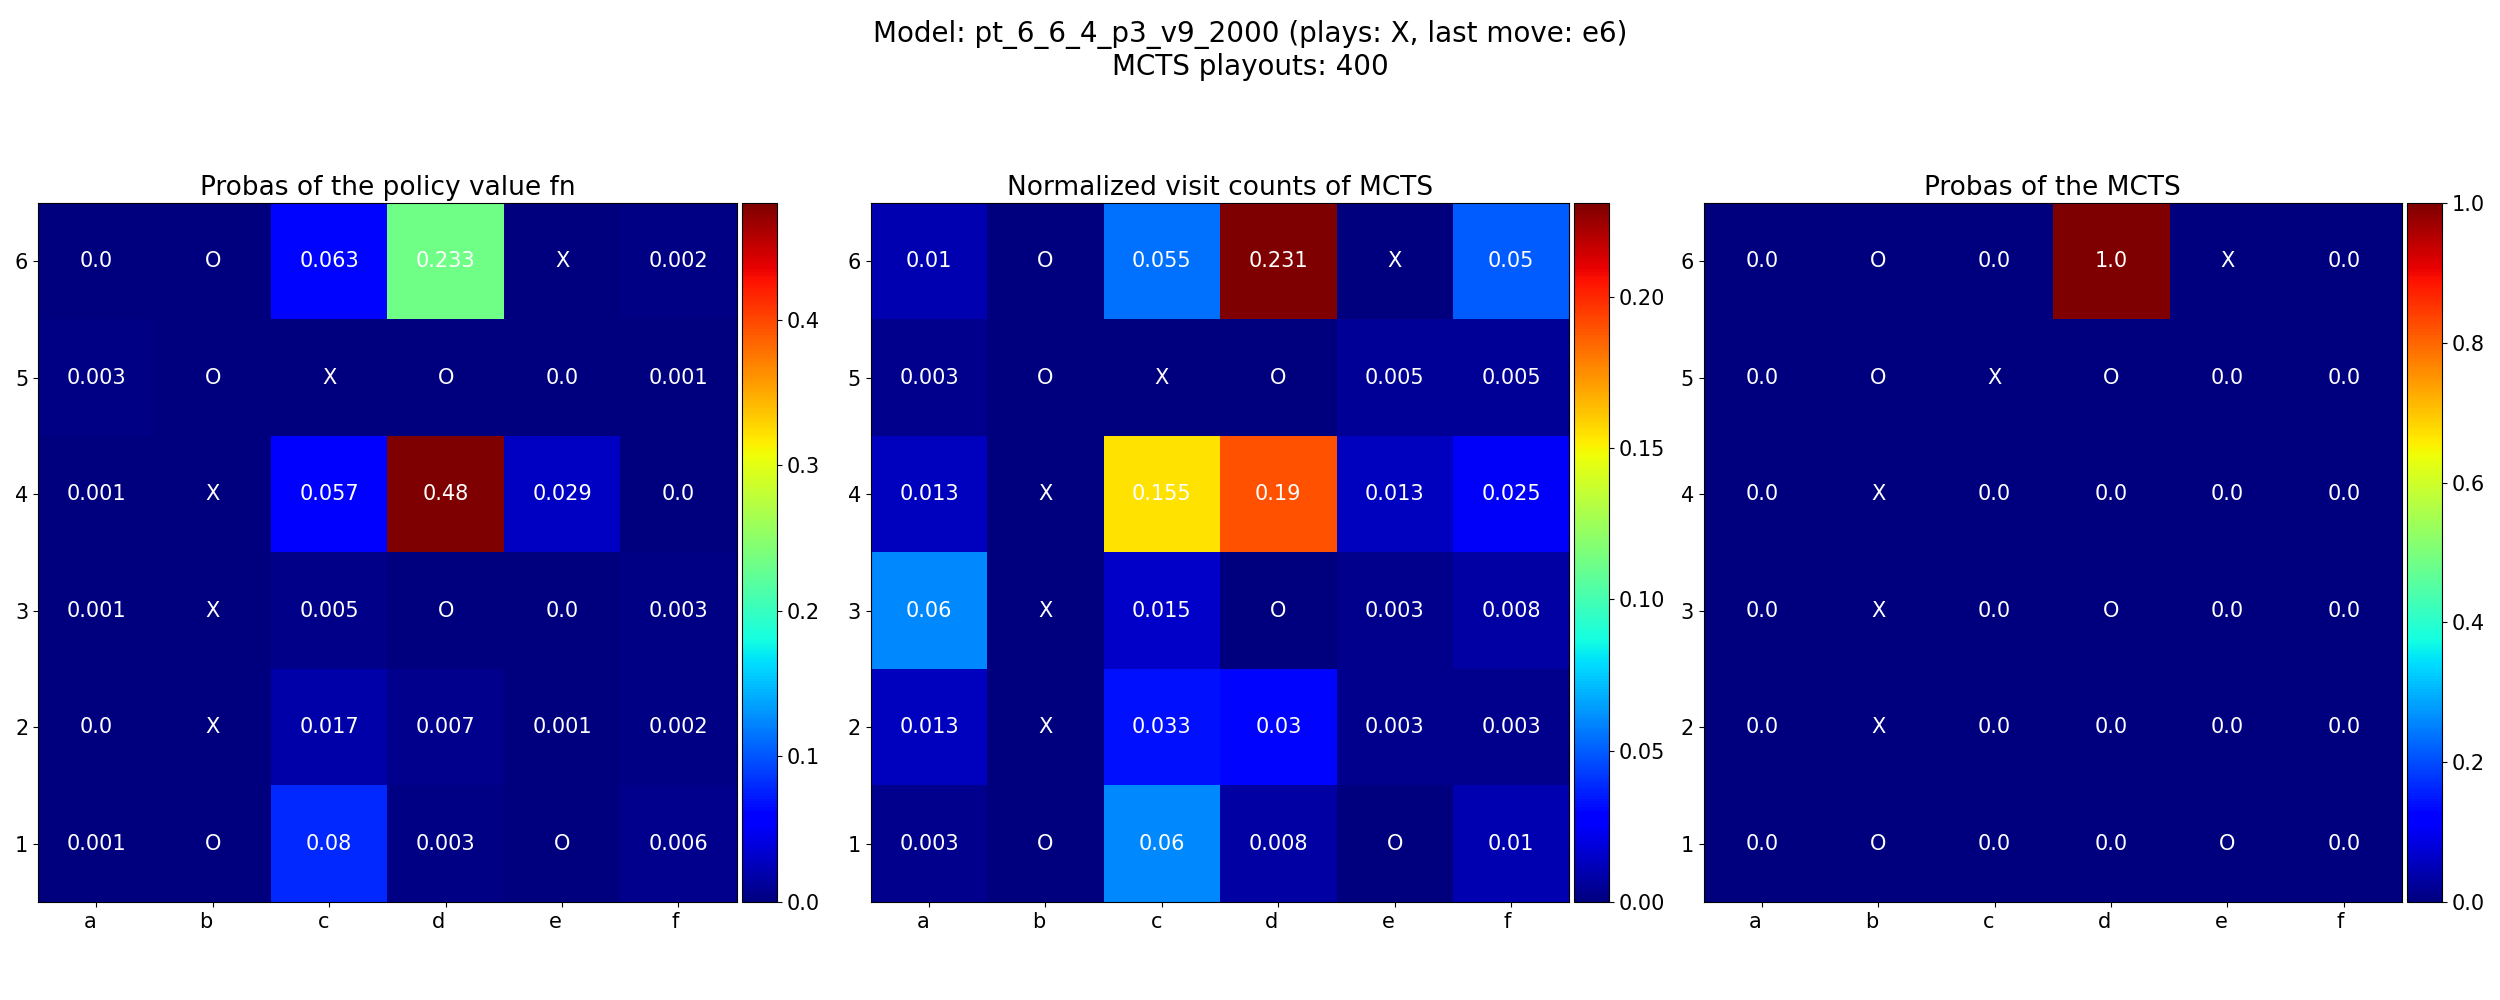 Model: pt_6_6_4_p3_v9_2000 (plays: X, last move: e6)
MCTS playouts: 400
Probas of the policy value fn
6 0.0 O 0.063 0.233 X 0.002
5 0.003 O X O 0.0 0.001
4 0.001 X 0.057 0.48 0.029 0.0
3 0.001 X 0.005 O 0.0 0.003
2 0.0 X 0.017 0.007 0.001 0.002
1 0.001 O 0.08 0.003 O 0.006
a b c d e f
0.4
0.3
0.2
0.1
0.0
Normalized visit counts of MCTS
6 0.01 O 0.055 0.231 X 0.05
5 0.003 O X O 0.005 0.005
4 0.013 X 0.155 0.19 0.013 0.025
3 0.06 X 0.015 O 0.003 0.008
2 0.013 X 0.033 0.03 0.003 0.003
1 0.003 O 0.06 0.008 O 0.01
a b c d e f
0.20
0.15
0.10
0.05
0.00
Probas of the MCTS
6 0.0 O 0.0 1.0 X 0.0
5 0.0 O X O 0.0 0.0
4 0.0 X 0.0 0.0 0.0 0.0
3 0.0 X 0.0 O 0.0 0.0
2 0.0 X 0.0 0.0 0.0 0.0
1 0.0 O 0.0 0.0 O 0.0
a b c d e f
1.0
0.8
0.6
0.4
0.2
0.0